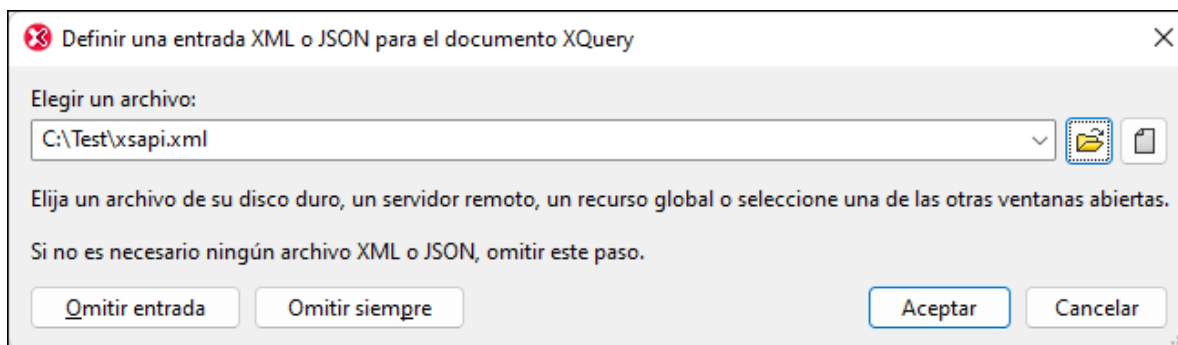 Definir una entrada XML o JSON para el documento XQuery
Elegir un archivo:
C:\Test\xsapi.xml
Elija un archivo de su disco duro, un servidor remoto, un recurso global o seleccione una de las otras ventanas abiertas.
Si no es necesario ningún archivo XML o JSON, omitir este paso.
Omitir entrada Omitir siempre Aceptar Cancelar